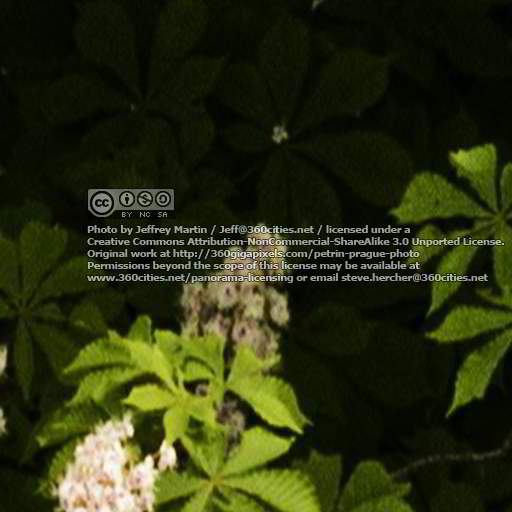 cc
BY NC SA
Photo by Jeffrey Martin / Jeff@360cities.net / licensed under a
Creative Commons Attribution-NonCommercial-ShareAlike 3.0 Unported License.
Original work at http://360gigapixels.com/petrin-prague-photo
Permissions beyond the scope of this license may be available at
www.360cities.net/panorama-licensing or email steve.hercher@360cities.net